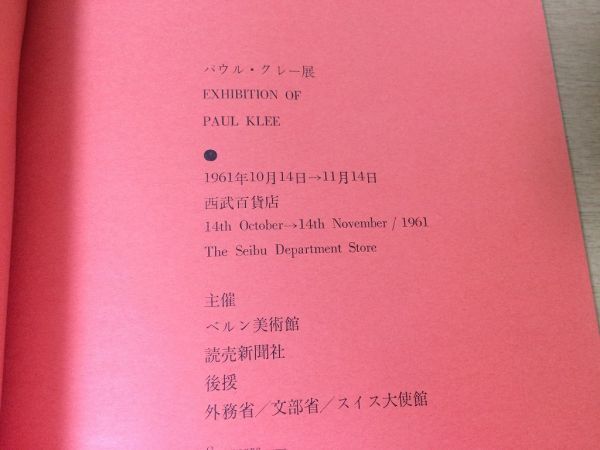 パウル・クレー展
EXHIBITION OF
PAUL KLEE
●
1961年10月14日→11月14日
西武百貨店
14th October→14th November / 1961
The Seibu Department Store
主催
ベルン美術館
読売新聞社
後援
外務省／文部省／スイス大使館